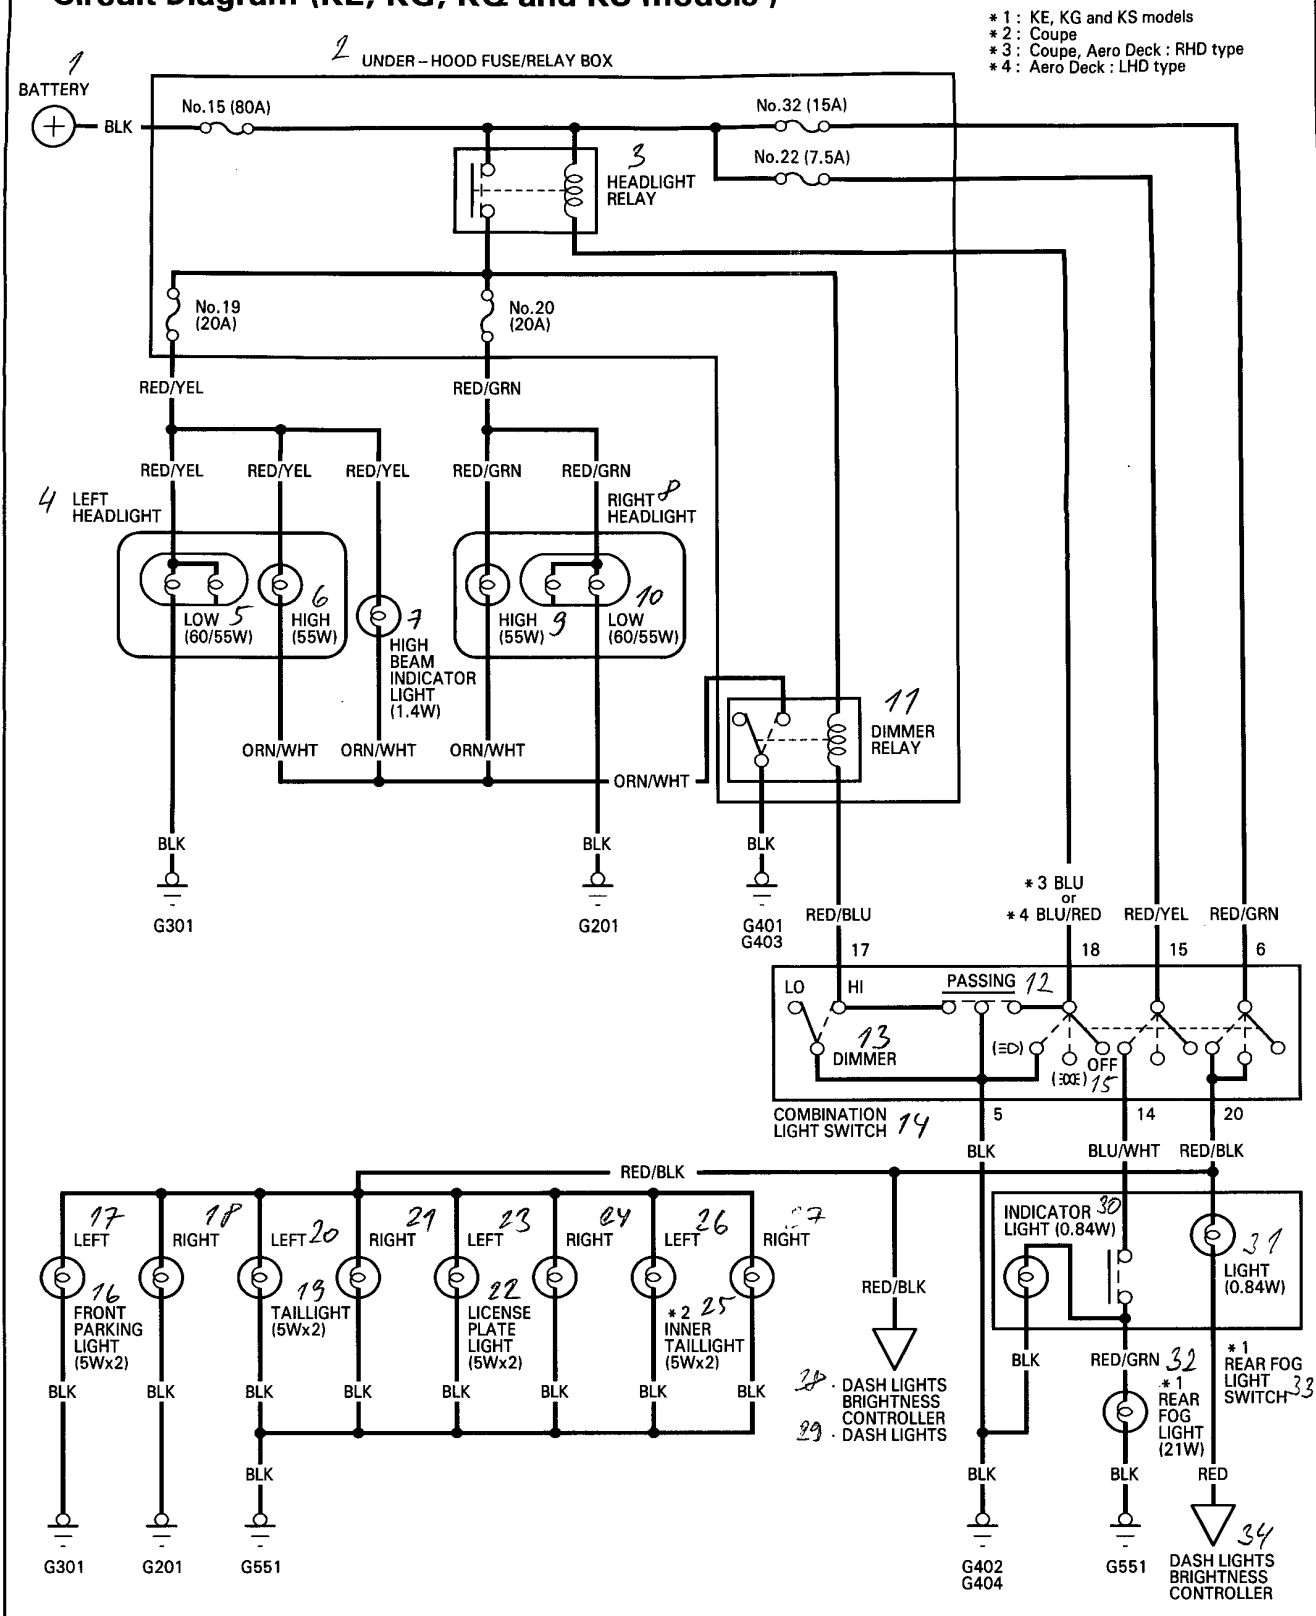 Circuit Diagram (KE, KG, KQ and KS models )
* 1 : KE, KG and KS models
* 2 : Coupe
* 3 : Coupe, Aero Deck : RHD type
* 4 : Aero Deck : LHD type
1
BATTERY
+
BLK
2 UNDER – HOOD FUSE/RELAY BOX
No.15 (80A)
No.32 (15A)
No.22 (7.5A)
3
HEADLIGHT
RELAY
No.19
(20A)
No.20
(20A)
RED/YEL
RED/GRN
RED/YEL
RED/YEL
RED/YEL
RED/GRN
RED/GRN
4 LEFT
HEADLIGHT
RIGHT 8
HEADLIGHT
LOW 5
(60/55W)
6
HIGH
(55W)
7
HIGH
BEAM
INDICATOR
LIGHT
(1.4W)
HIGH
(55W) 9
10
LOW
(60/55W)
11
DIMMER
RELAY
ORN/WHT
ORN/WHT
ORN/WHT
ORN/WHT
BLK
BLK
BLK
G301
G201
G401
G403
RED/BLU
* 3 BLU
or
* 4 BLU/RED
RED/YEL
RED/GRN
17
18
15
6
LO
HI
PASSING 12
13
DIMMER
OFF
15
COMBINATION
LIGHT SWITCH 14
5
14
20
BLK
BLU/WHT
RED/BLK
RED/BLK
17
LEFT
18
RIGHT
LEFT 20
21
RIGHT
23
LEFT
24
RIGHT
26
LEFT
27
RIGHT
16
FRONT
PARKING
LIGHT
(5Wx2)
19
TAILLIGHT
(5Wx2)
22
LICENSE
PLATE
LIGHT
(5Wx2)
* 2 25
INNER
TAILLIGHT
(5Wx2)
RED/BLK
INDICATOR 30
LIGHT (0.84W)
31
LIGHT
(0.84W)
BLK
BLK
BLK
BLK
BLK
BLK
BLK
BLK
28 · DASH LIGHTS
BRIGHTNESS
CONTROLLER
29 · DASH LIGHTS
BLK
RED/GRN 32
* 1
REAR
FOG
LIGHT
(21W)
* 1
REAR FOG
LIGHT
SWITCH 33
BLK
BLK
BLK
RED
G301
G201
G551
G402
G404
G551
34
DASH LIGHTS
BRIGHTNESS
CONTROLLER